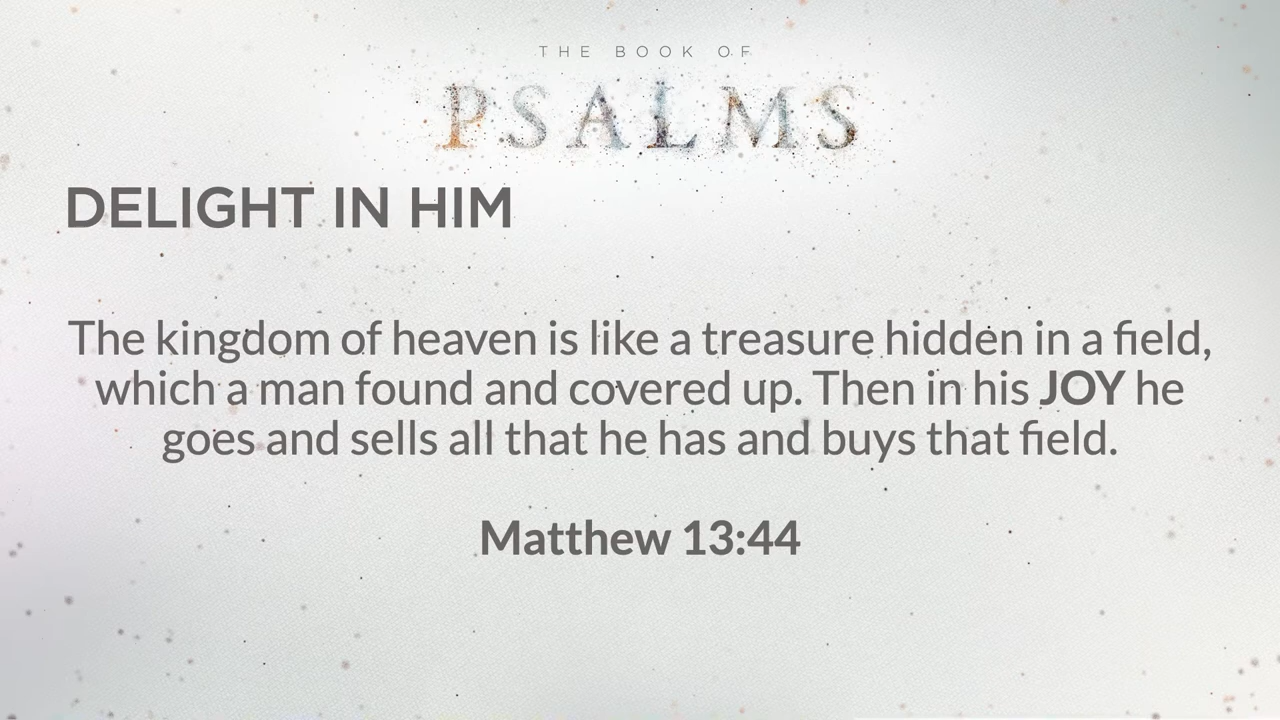 THE BOOK OF
PSALMS
DELIGHT IN HIM
The kingdom of heaven is like a treasure hidden in a field,
which a man found and covered up. Then in his JOY he
goes and sells all that he has and buys that field.
Matthew 13:44